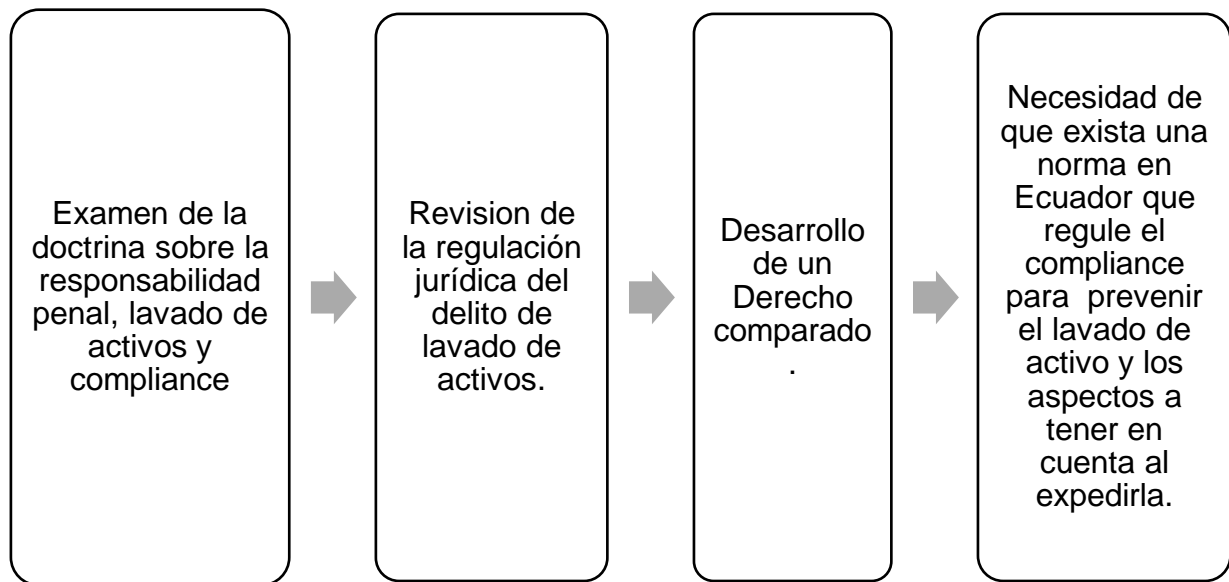 Examen de la
doctrina sobre la
responsabilidad
penal, lavado de
activos y
compliance
Revision de
la regulación
jurídica del
delito de
lavado de
activos.
Desarrollo
de un
Derecho
comparado
.
Necesidad de
que exista una
norma en
Ecuador que
regule el
compliance
para  prevenir
el lavado de
activo y los
aspectos a
tener en
cuenta al
expedirla.